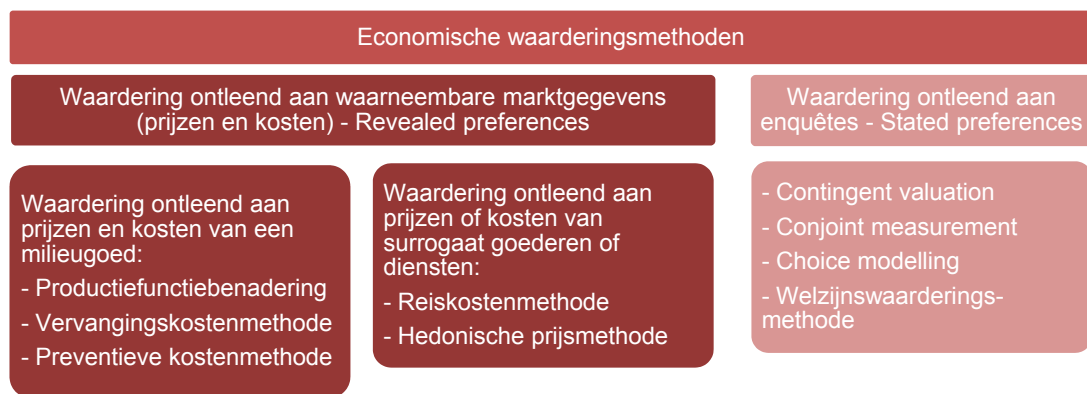 Economische waarderingsmethoden
Waardering ontleend aan waarneembare marktgegevens
(prijzen en kosten) - Revealed preferences
Waardering ontleend aan
enquêtes - Stated preferences
Waardering ontleend aan
prijzen en kosten van een
milieugoed:
- Productiefunctiebenadering
- Vervangingskostenmethode
- Preventieve kostenmethode
Waardering ontleend aan
prijzen of kosten van
surrogaat goederen of
diensten:
- Reiskostenmethode
- Hedonische prijsmethode
- Contingent valuation
- Conjoint measurement
- Choice modelling
- Welzijnswaarderings-
methode